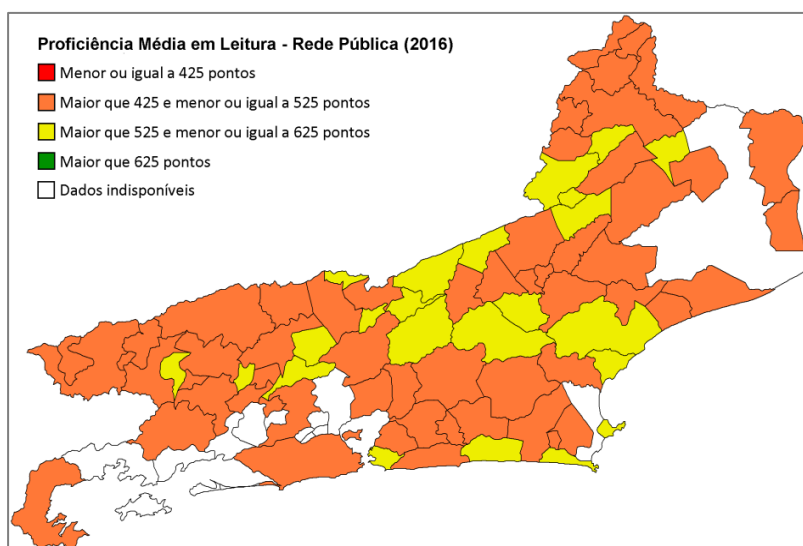 Proficiência Média em Leitura - Rede Pública (2016)
Menor ou igual a 425 pontos
Maior que 425 e menor ou igual a 525 pontos
Maior que 525 e menor ou igual a 625 pontos
Maior que 625 pontos
Dados indisponíveis